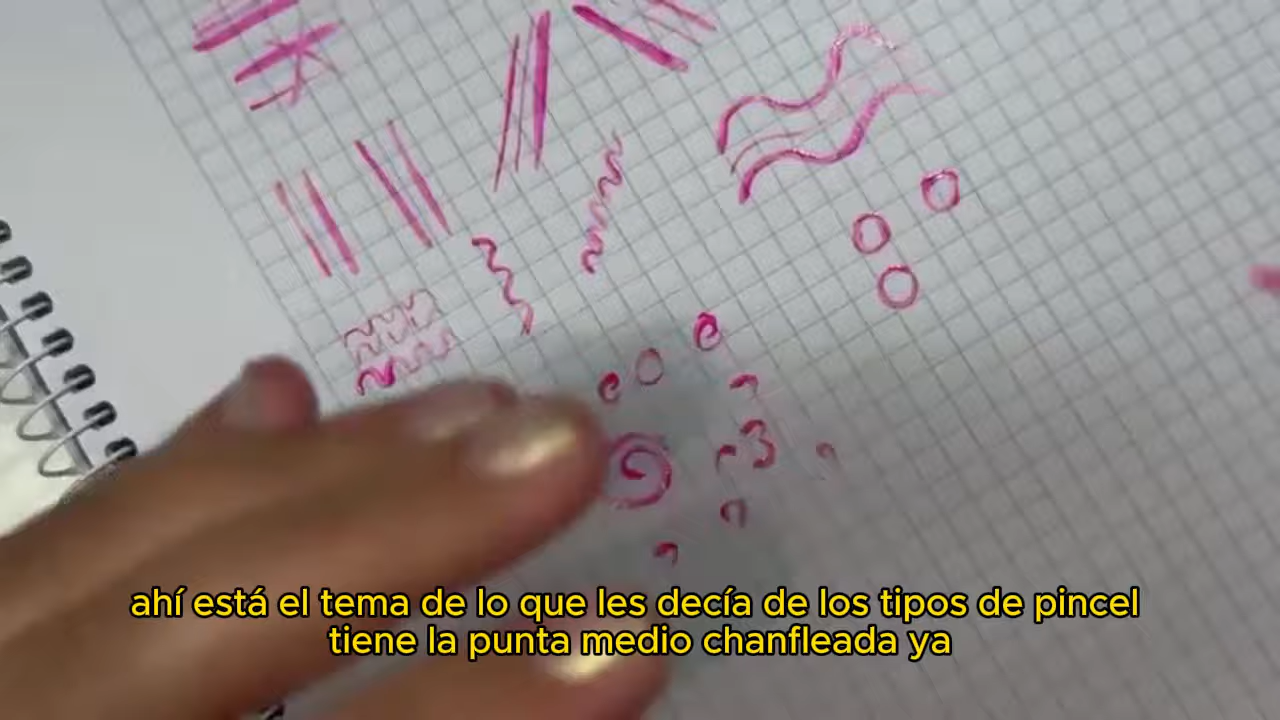 ahí está el tema de lo que les decía de los tipos de pincel
tiene la punta medio chanfleada ya